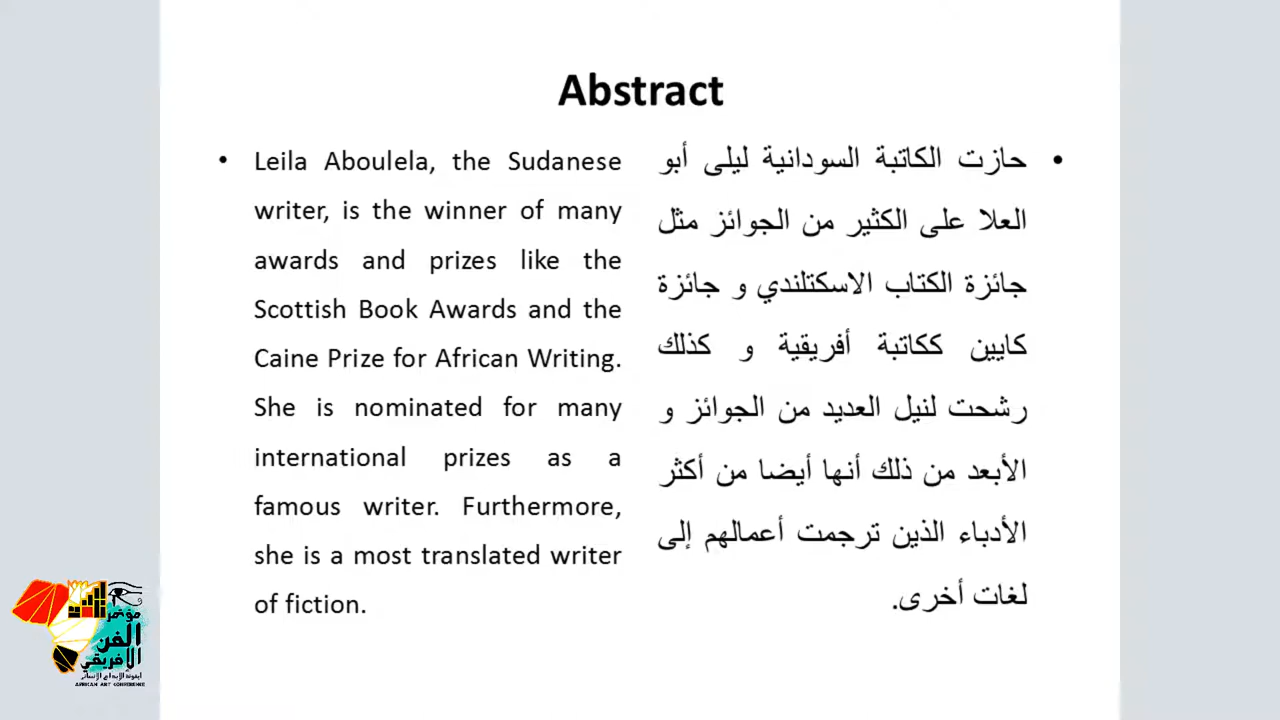 Abstract
• Leila Aboulela, the Sudanese
writer, is the winner of many
awards and prizes like the
Scottish Book Awards and the
Caine Prize for African Writing.
She is nominated for many
international prizes as a
famous writer. Furthermore,
she is a most translated writer
of fiction.
• حازت الكاتبة السودانية ليلى أبو
العلا على الكثير من الجوائز مثل
جائزة الكتاب الاسكتلندي و جائزة
كايين ككاتبة أفريقية و كذلك
رشحت لنيل العديد من الجوائز و
الأبعد من ذلك أنها أيضا من أكثر
الأدباء الذين ترجمت أعمالهم إلى
لغات أخرى.
مؤتمر
الفن
الإفريقي
AFRICAN ART CONFERENCE